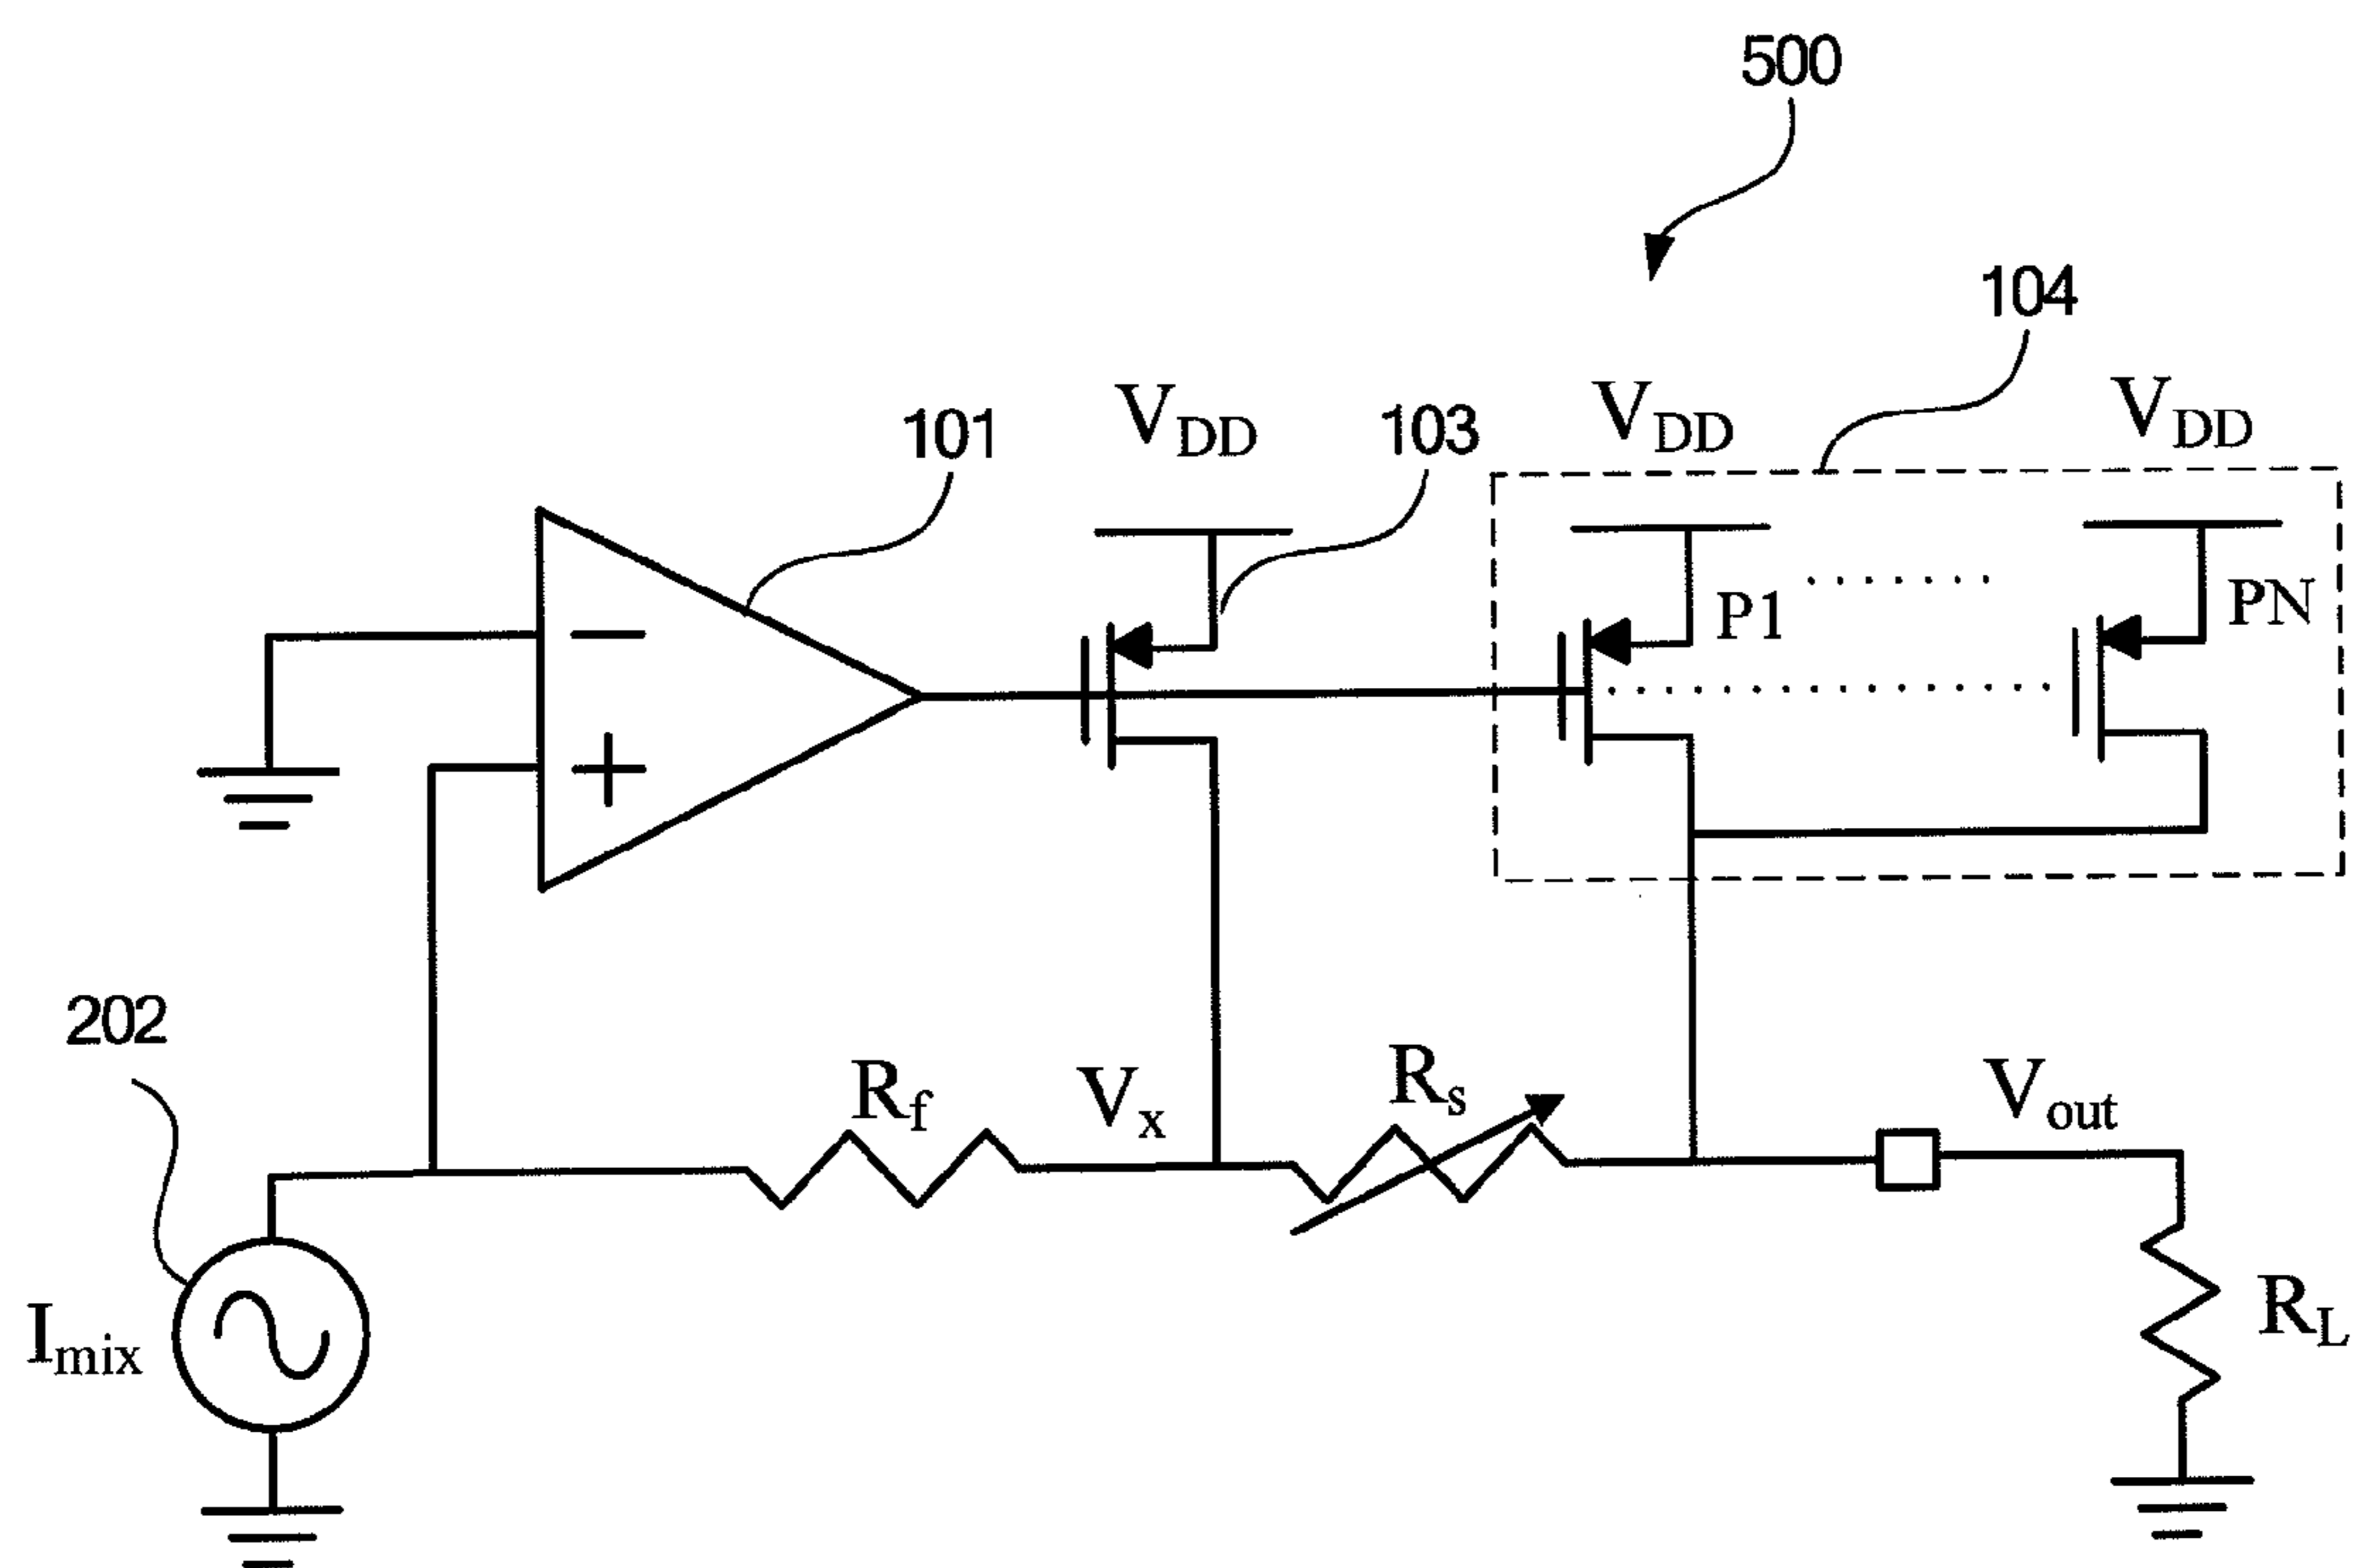 500
104
101
V_DD
103
V_DD
V_DD
P1
PN
−
+
202
R_f
V_x
R_s
V_out
I_mix
R_L